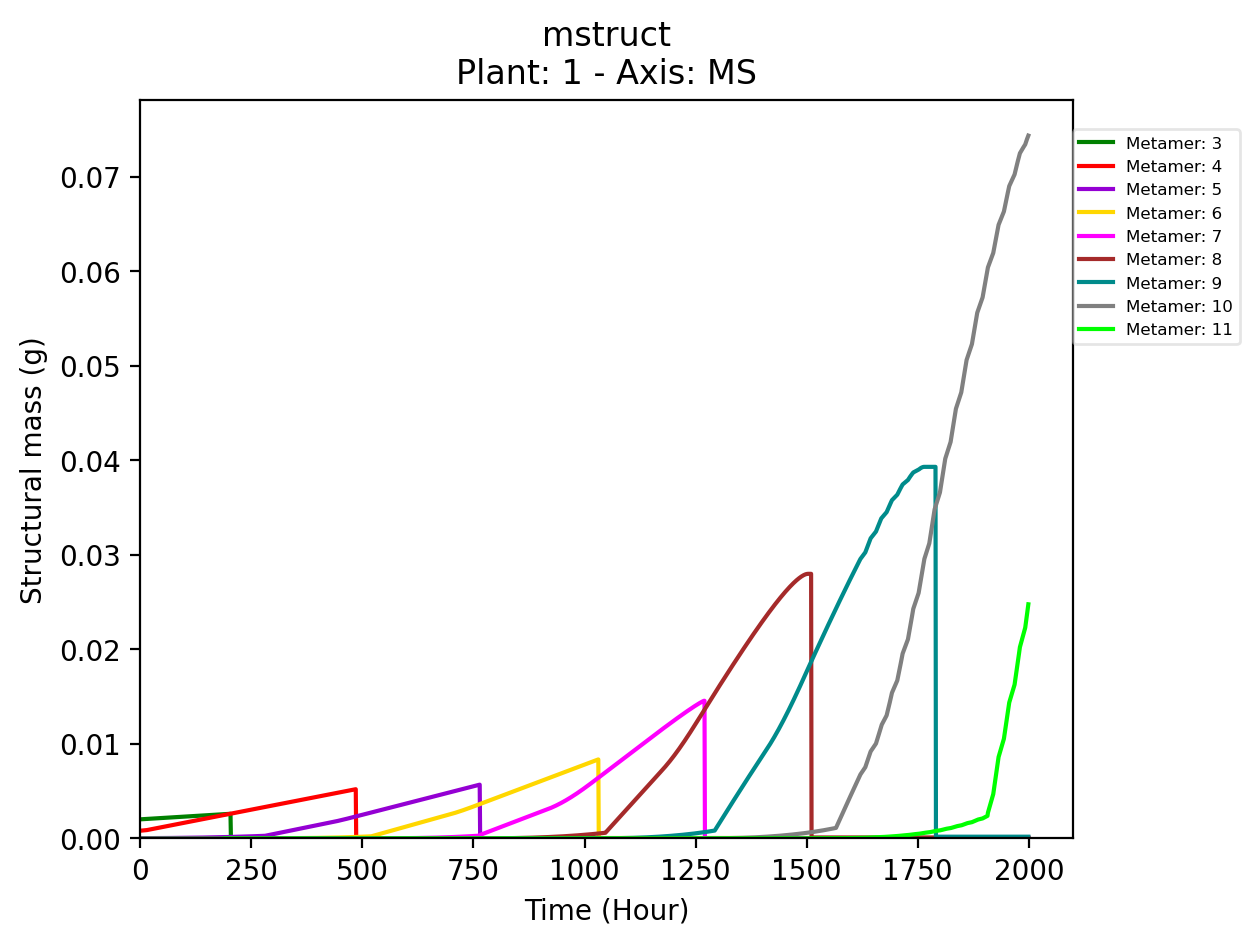 mstruct
Plant: 1 - Axis: MS
Structural mass (g)
0.07
0.06
0.05
0.04
0.03
0.02
0.01
0.00
0 250 500 750 1000 1250 1500 1750 2000
Time (Hour)
Metamer: 3
Metamer: 4
Metamer: 5
Metamer: 6
Metamer: 7
Metamer: 8
Metamer: 9
Metamer: 10
Metamer: 11